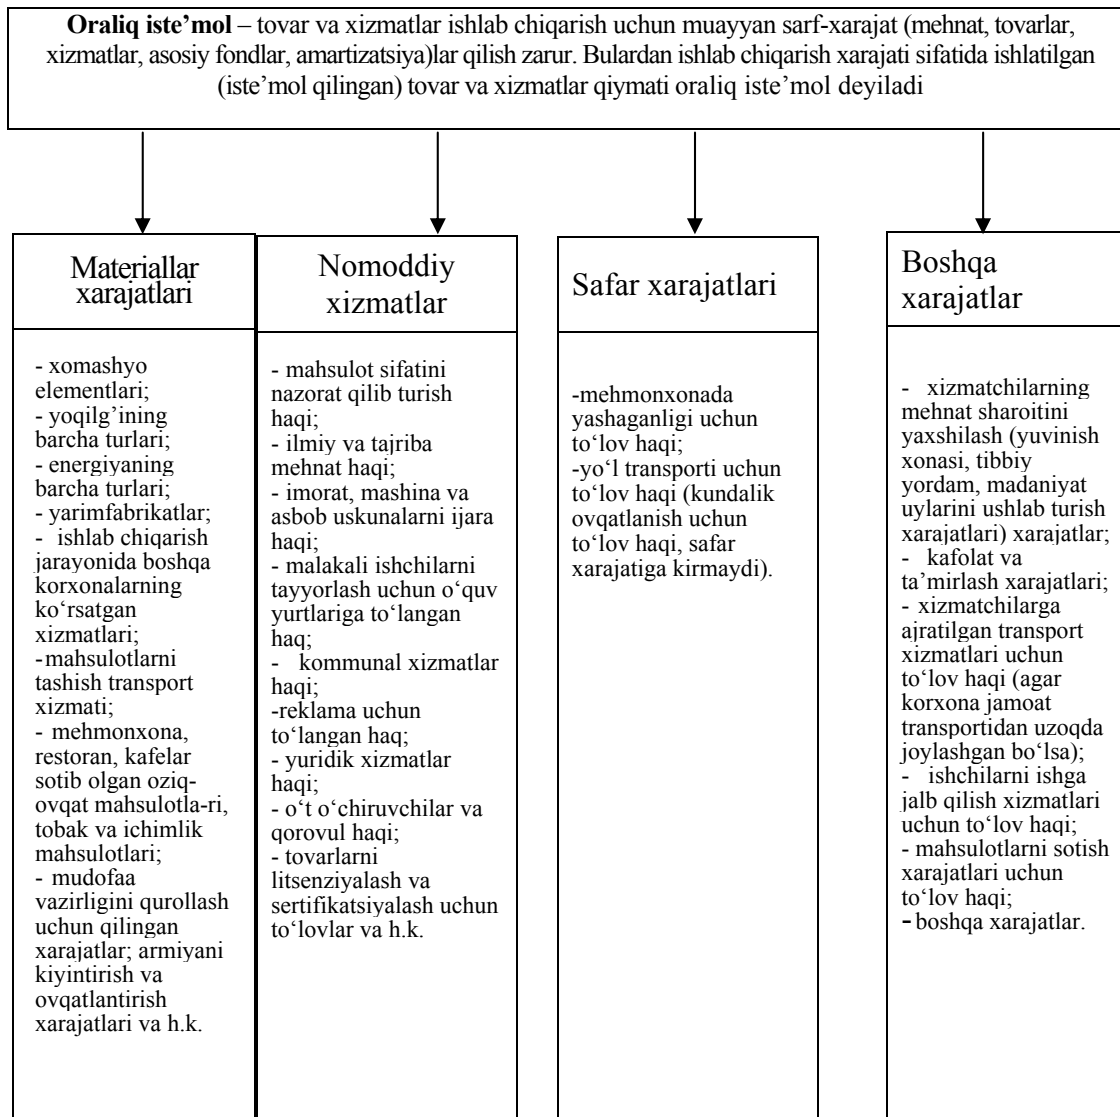 Oraliq iste’mol – tovar va xizmatlar ishlab chiqarish uchun muayyan sarf-xarajat (mehnat, tovarlar,
xizmatlar, asosiy fondlar, amartizatsiya)lar qilish zarur. Bulardan ishlab chiqarish xarajati sifatida ishlatilgan
(iste’mol qilingan) tovar va xizmatlar qiymati oraliq iste’mol deyiladi
Materiallar
xarajatlari
- xomashyo
elementlari;
- yoqilg’ining
barcha turlari;
- energiyaning
barcha turlari;
- yarimfabrikatlar;
- ishlab chiqarish
jarayonida boshqa
korxonalarning
ko‘rsatgan
xizmatlari;
-mahsulotlarni
tashish transport
xizmati;
- mehmonxona,
restoran, kafelar
sotib olgan oziq-
ovqat mahsulotla-ri,
tobak va ichimlik
mahsulotlari;
- mudofaa
vazirligini qurollash
uchun qilingan
xarajatlar; armiyani
kiyintirish va
ovqatlantirish
xarajatlari va h.k.
Nomoddiy
xizmatlar
- mahsulot sifatini
nazorat qilib turish
haqi;
- ilmiy va tajriba
mehnat haqi;
- imorat, mashina va
asbob uskunalarni ijara
haqi;
- malakali ishchilarni
tayyorlash uchun o‘quv
yurtlariga to‘langan
haq;
- kommunal xizmatlar
haqi;
-reklama uchun
to‘langan haq;
- yuridik xizmatlar
haqi;
- o‘t o‘chiruvchilar va
qorovul haqi;
- tovarlarni
litsenziyalash va
sertifikatsiyalash uchun
to‘lovlar va h.k.
Safar xarajatlari
-mehmonxonada
yashaganligi uchun
to‘lov haqi;
-yo‘l transporti uchun
to‘lov haqi (kundalik
ovqatlanish uchun
to‘lov haqi, safar
xarajatiga kirmaydi).
Boshqa
xarajatlar
- xizmatchilarning
mehnat sharoitini
yaxshilash (yuvinish
xonasi, tibbiy
yordam, madaniyat
uylarini ushlab turish
xarajatlari) xarajatlar;
- kafolat va
ta’mirlash xarajatlari;
- xizmatchilarga
ajratilgan transport
xizmatlari uchun
to‘lov haqi (agar
korxona jamoat
transportidan uzoqda
joylashgan bo‘lsa);
- ishchilarni ishga
jalb qilish xizmatlari
uchun to‘lov haqi;
- mahsulotlarni sotish
xarajatlari uchun
to‘lov haqi;
- boshqa xarajatlar.